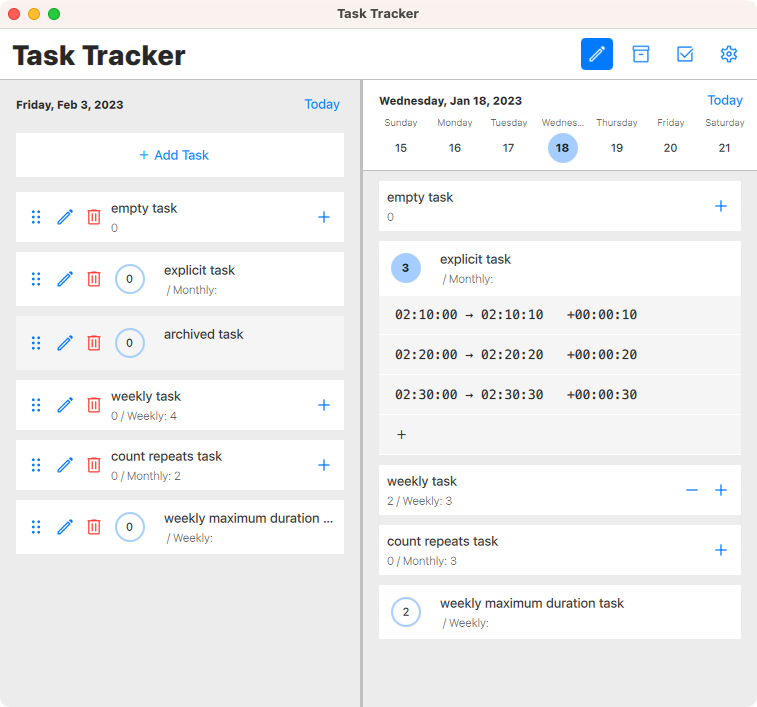 Task Tracker
Task Tracker
Friday, Feb 3, 2023
Today
+ Add Task
empty task
0
+
0
explicit task
/ Monthly:
0
archived task
weekly task
0 / Weekly: 4
+
count repeats task
0 / Monthly: 2
+
0
weekly maximum duration ...
/ Weekly:
Wednesday, Jan 18, 2023
Today
Sunday Monday Tuesday Wednes... Thursday Friday Saturday
15 16 17 18 19 20 21
empty task
0
+
3
explicit task
/ Monthly:
02:10:00 → 02:10:10 +00:00:10
02:20:00 → 02:20:20 +00:00:20
02:30:00 → 02:30:30 +00:00:30
+
weekly task
2 / Weekly: 3
− +
count repeats task
0 / Monthly: 3
+
2
weekly maximum duration task
/ Weekly: